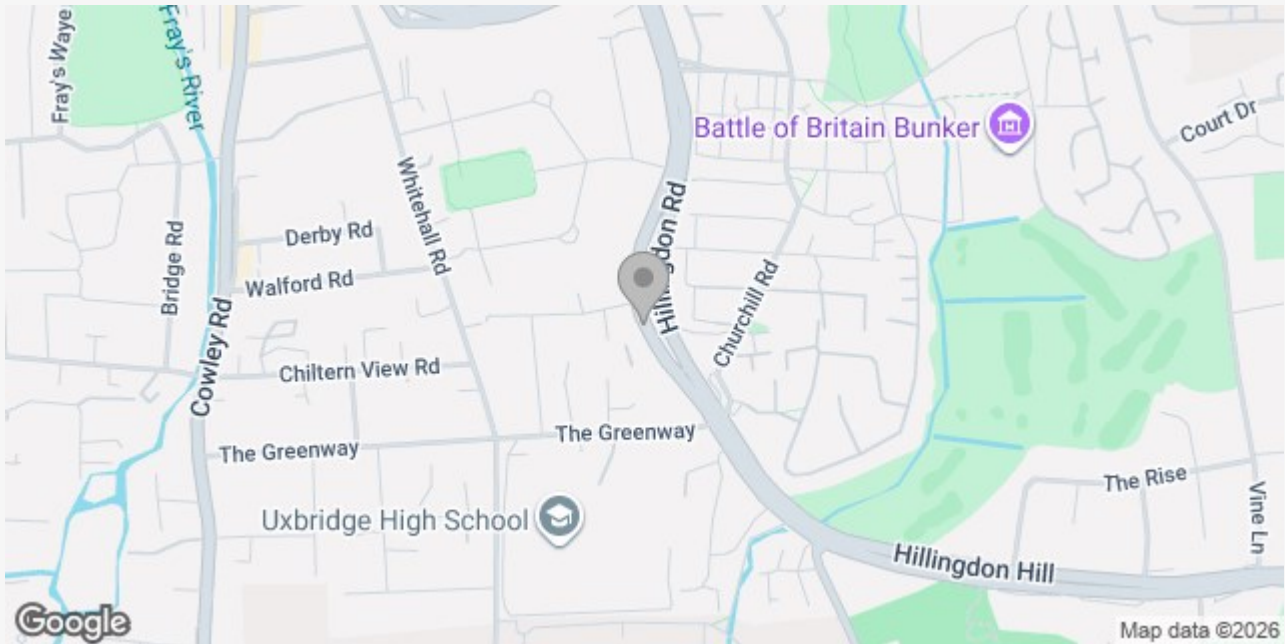 Fray's Waye
Fray's River
Court Dr
Battle of Britain Bunker
Whitehall Rd
Hillingdon Rd
Derby Rd
Bridge Rd
Walford Rd
Churchill Rd
Cowley Rd
Chiltern View Rd
The Greenway
The Greenway
The Rise
Vine Ln
Uxbridge High School
Hillingdon Hill
Google
Map data ©2026